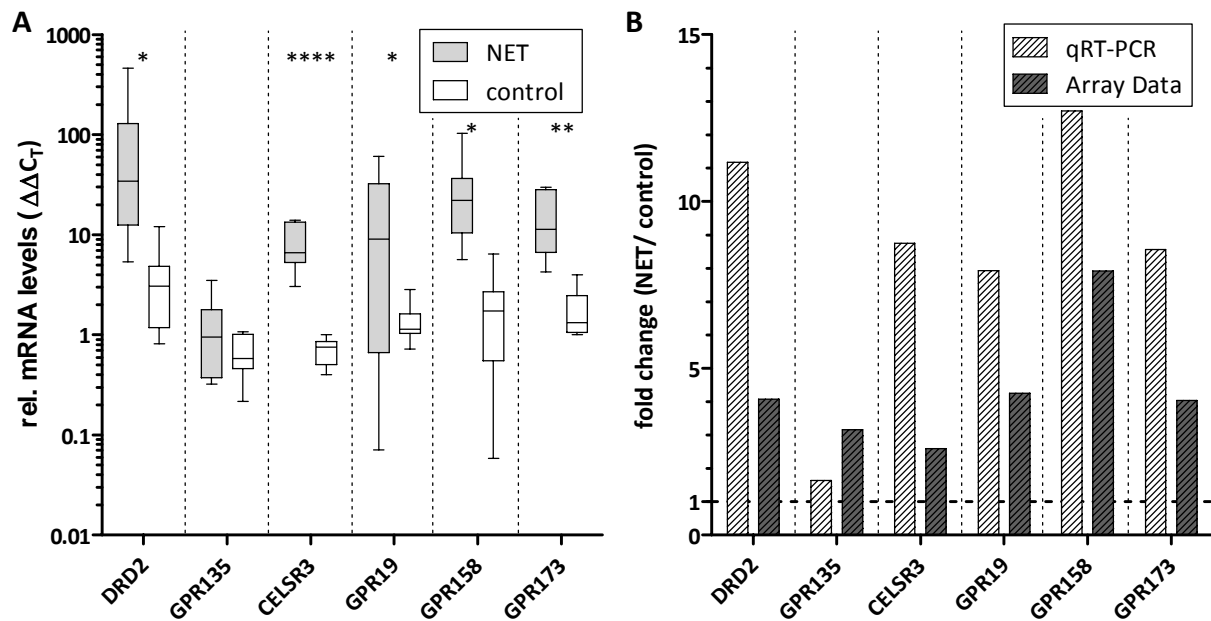 A
rel. mRNA levels (ΔΔCT)
1000
100
10
1
0.1
0.01
*
****
*
*
**
NET
control
DRD2
GPR135
CELSR3
GPR19
GPR158
GPR173
B
fold change (NET/ control)
15
10
5
1
0
qRT-PCR
Array Data
DRD2
GPR135
CELSR3
GPR19
GPR158
GPR173